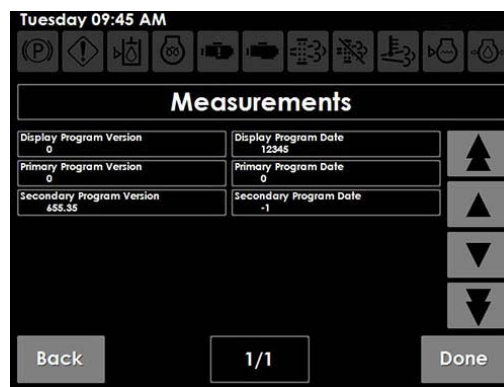 Tuesday 09:45 AM
(P)
Measurements
Display Program Version
0
Display Program Date
12345
Primary Program Version
0
Primary Program Date
0
Secondary Program Version
655.35
Secondary Program Date
-1
Back
1/1
Done